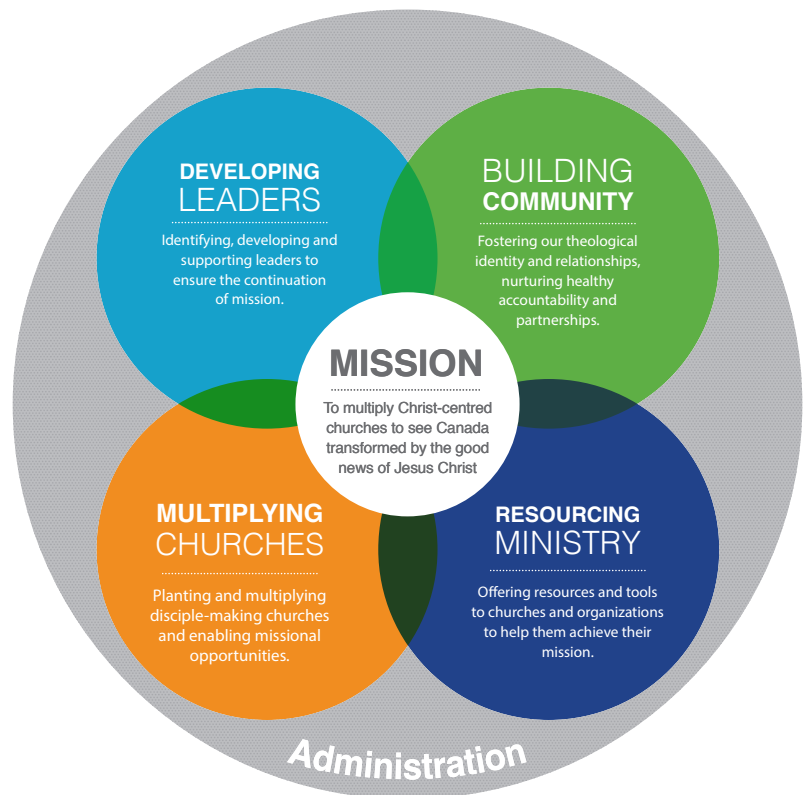 DEVELOPING
LEADERS
Identifying, developing and
supporting leaders to
ensure the continuation
of mission.
BUILDING
COMMUNITY
Fostering our theological
identity and relationships,
nurturing healthy
accountability and
partnerships.
MISSION
To multiply Christ-centred
churches to see Canada
transformed by the good
news of Jesus Christ
MULTIPLYING
CHURCHES
Planting and multiplying
disciple-making churches
and enabling missional
opportunities.
RESOURCING
MINISTRY
Offering resources and tools
to churches and organizations
to help them achieve their
mission.
Administration